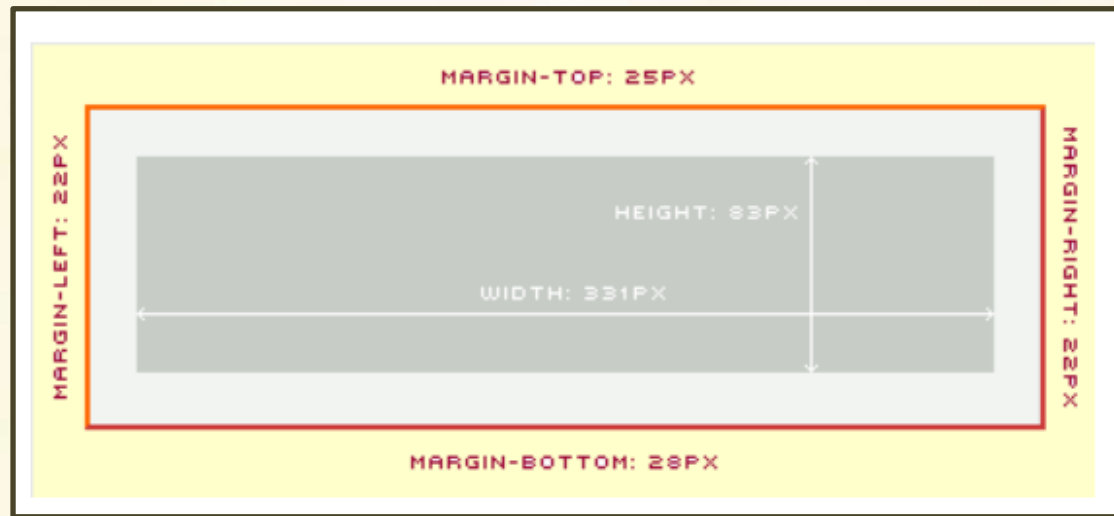 MARGIN-TOP: 25PX
MARGIN-LEFT: 22PX
HEIGHT: 83PX
WIDTH: 331PX
MARGIN-RIGHT: 22PX
MARGIN-BOTTOM: 28PX